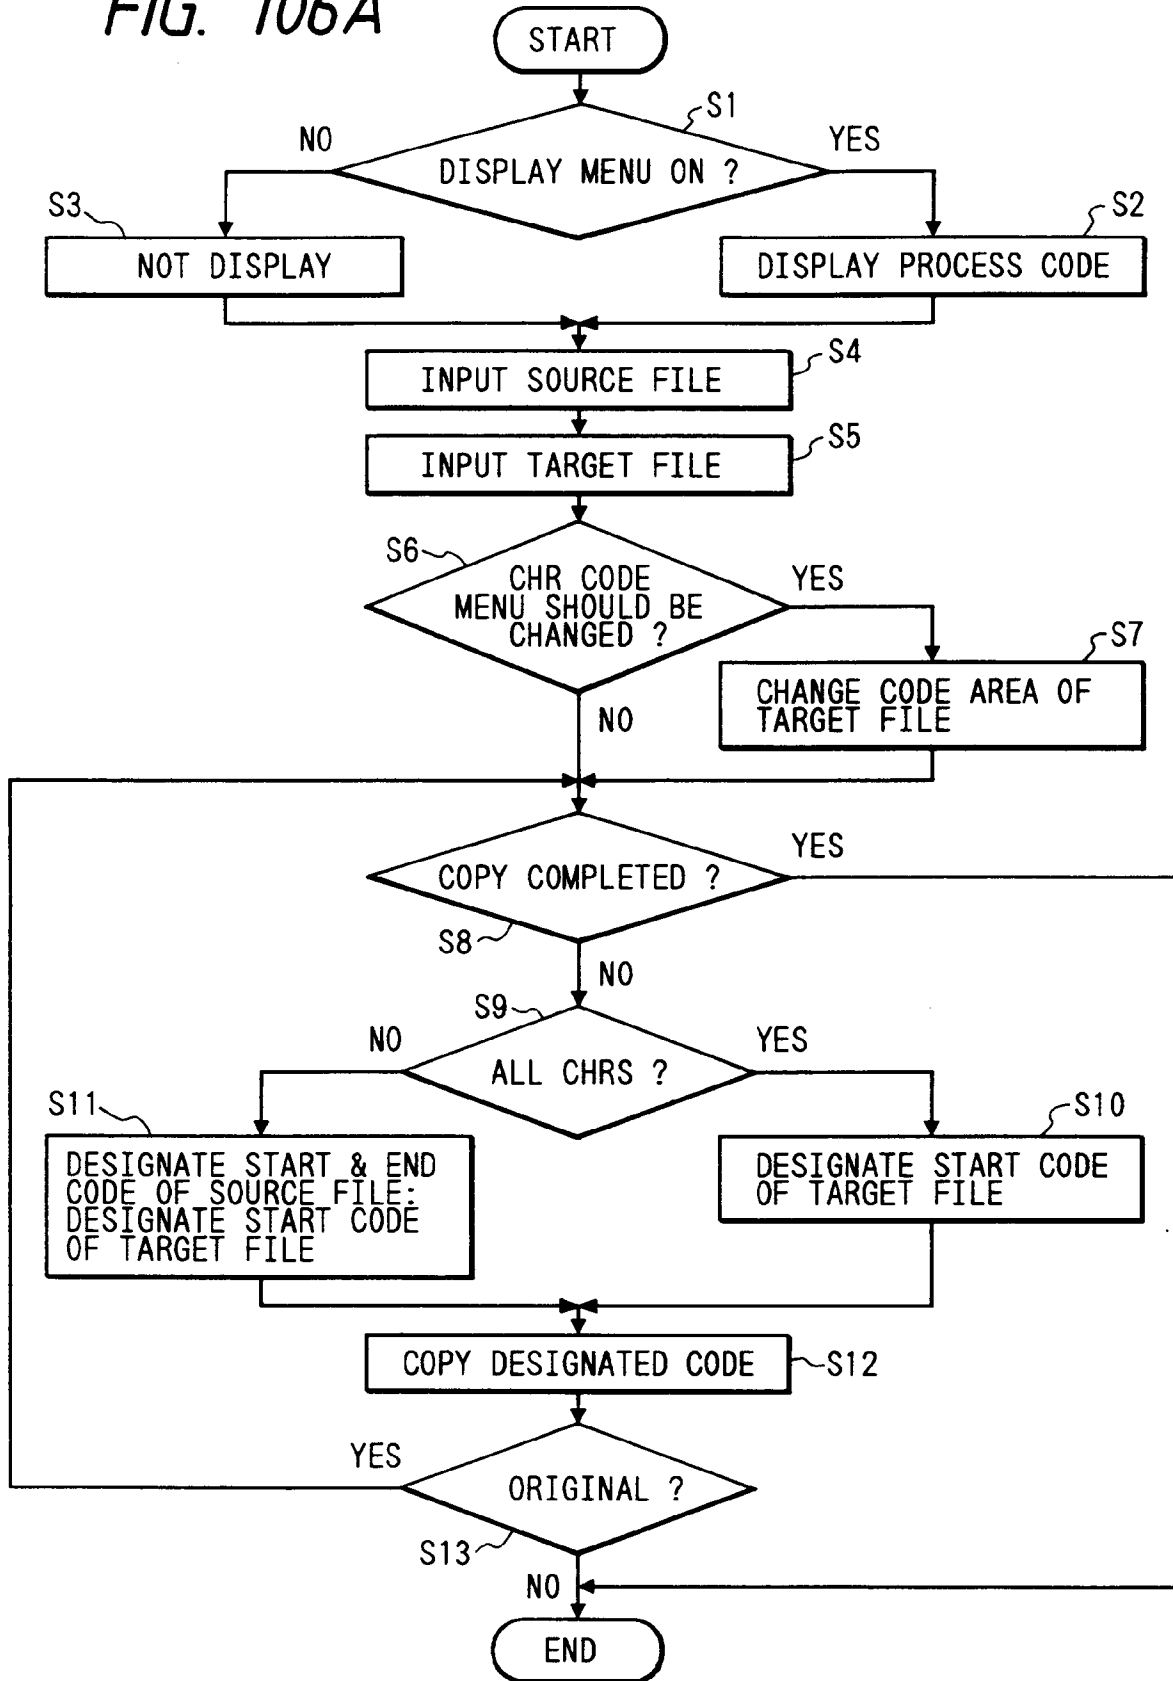 FIG. 106A
START
S1
NO
YES
DISPLAY MENU ON ?
S3
S2
NOT DISPLAY
DISPLAY PROCESS CODE
S4
INPUT SOURCE FILE
S5
INPUT TARGET FILE
S6
CHR CODE
MENU SHOULD BE
CHANGED ?
YES
S7
CHANGE CODE AREA OF
TARGET FILE
NO
YES
COPY COMPLETED ?
S8
NO
S9
NO
YES
ALL CHRS ?
S11
S10
DESIGNATE START & END
CODE OF SOURCE FILE:
DESIGNATE START CODE
OF TARGET FILE
DESIGNATE START CODE
OF TARGET FILE
COPY DESIGNATED CODE
S12
YES
ORIGINAL ?
S13
NO
END